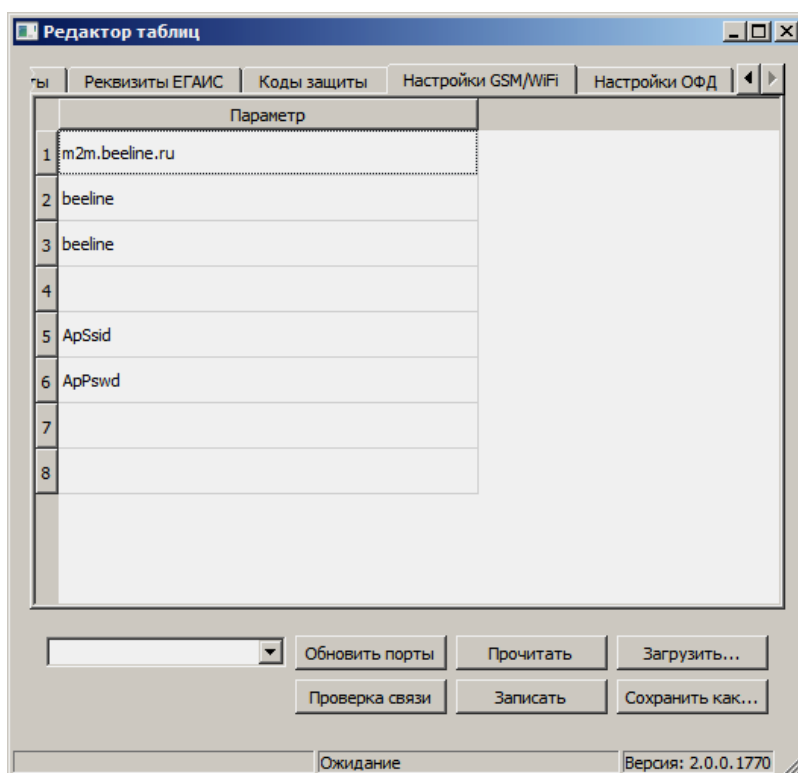 Редактор таблиц
ты Реквизиты ЕГАИС Коды защиты Настройки GSM/WiFi Настройки ОФД
Параметр
1 m2m.beeline.ru
2 beeline
3 beeline
4
5 ApSsid
6 ApPswd
7
8
Обновить порты Прочитать Загрузить...
Проверка связи Записать Сохранить как...
Ожидание Версия: 2.0.0.1770